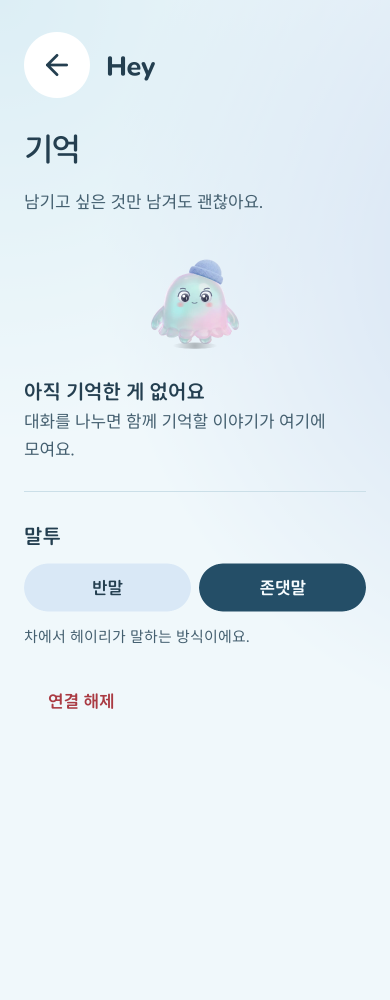 Hey
기억
남기고 싶은 것만 남겨도 괜찮아요.
아직 기억한 게 없어요
대화를 나누면 함께 기억할 이야기가 여기에
모여요.
말투
반말
존댓말
차에서 헤이리가 말하는 방식이에요.
연결 해제